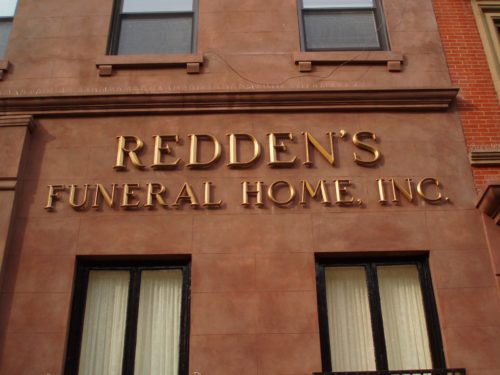 REDDEN'S
FUNERAL HOME, INC.